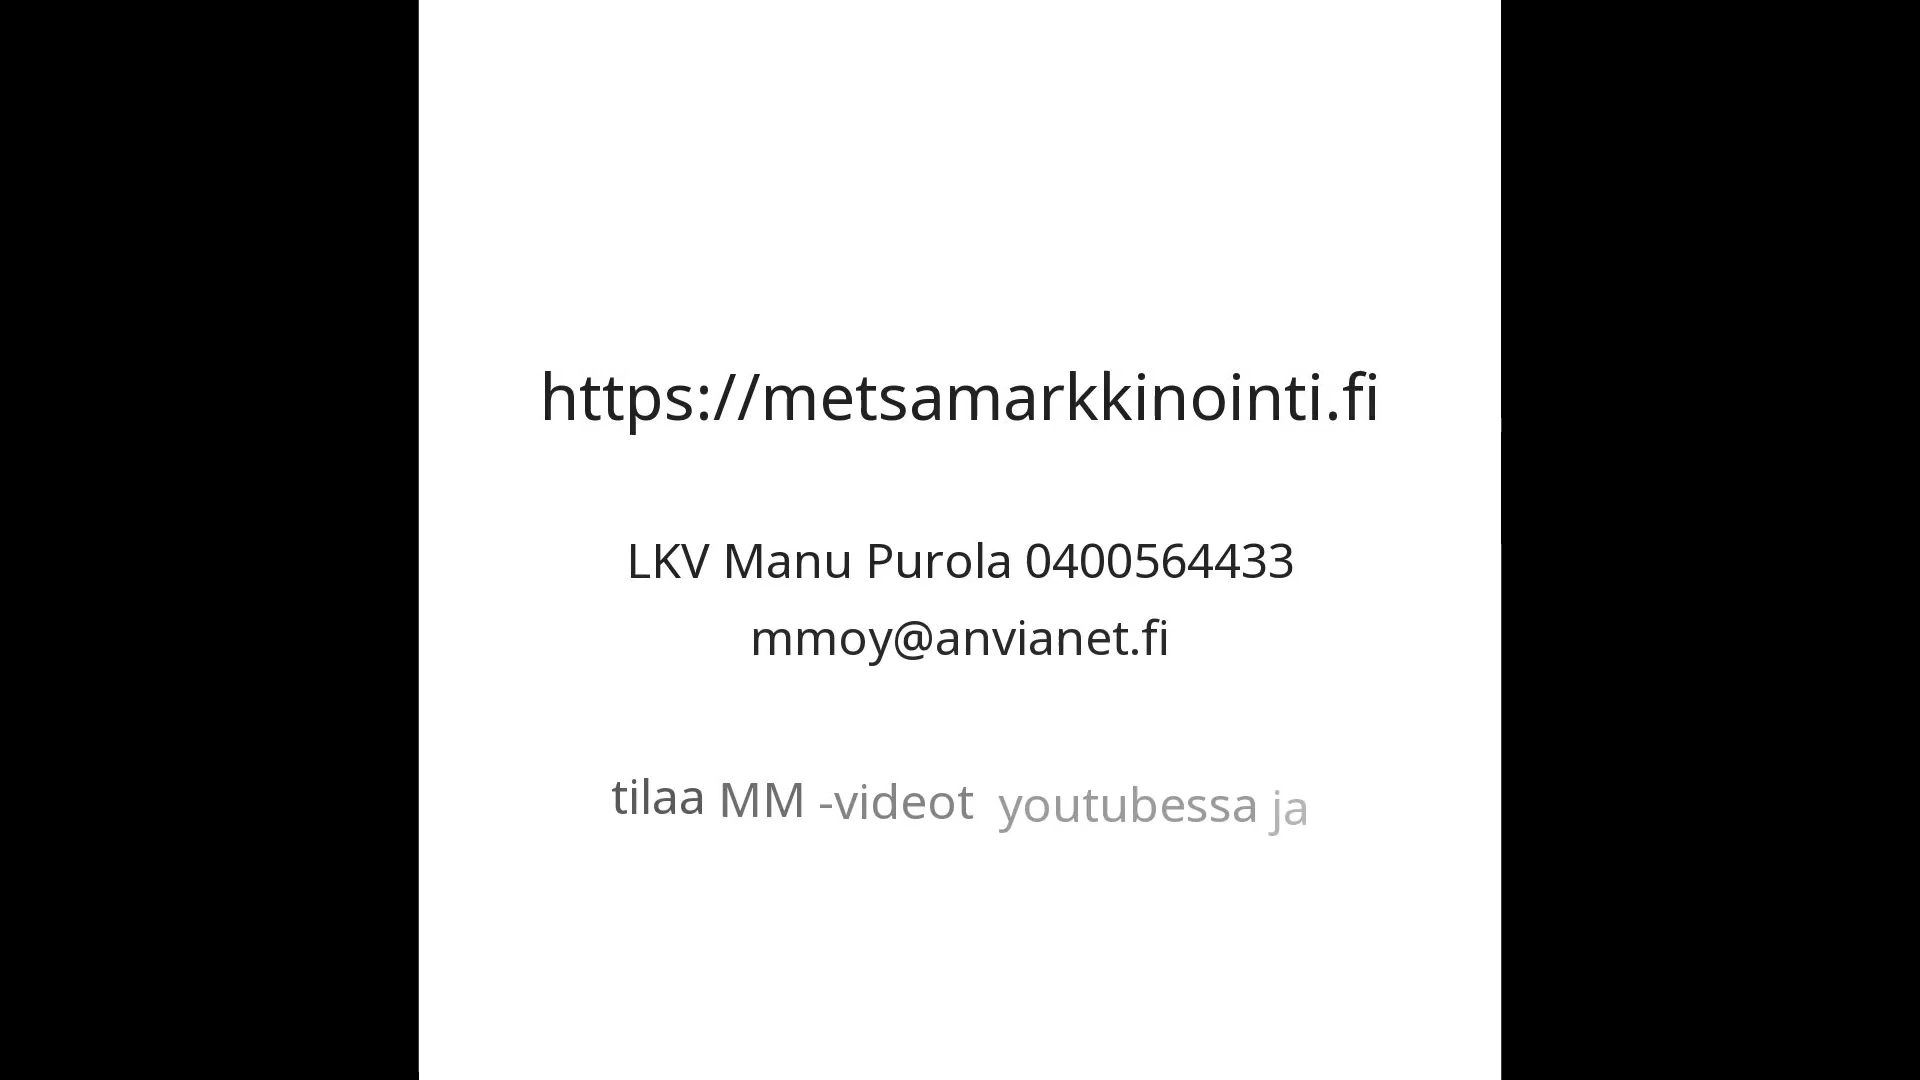 https://metsamarkkinointi.fi
LKV Manu Purola 0400564433
mmoy@anvianet.fi
tilaa MM -videot youtubessa ja